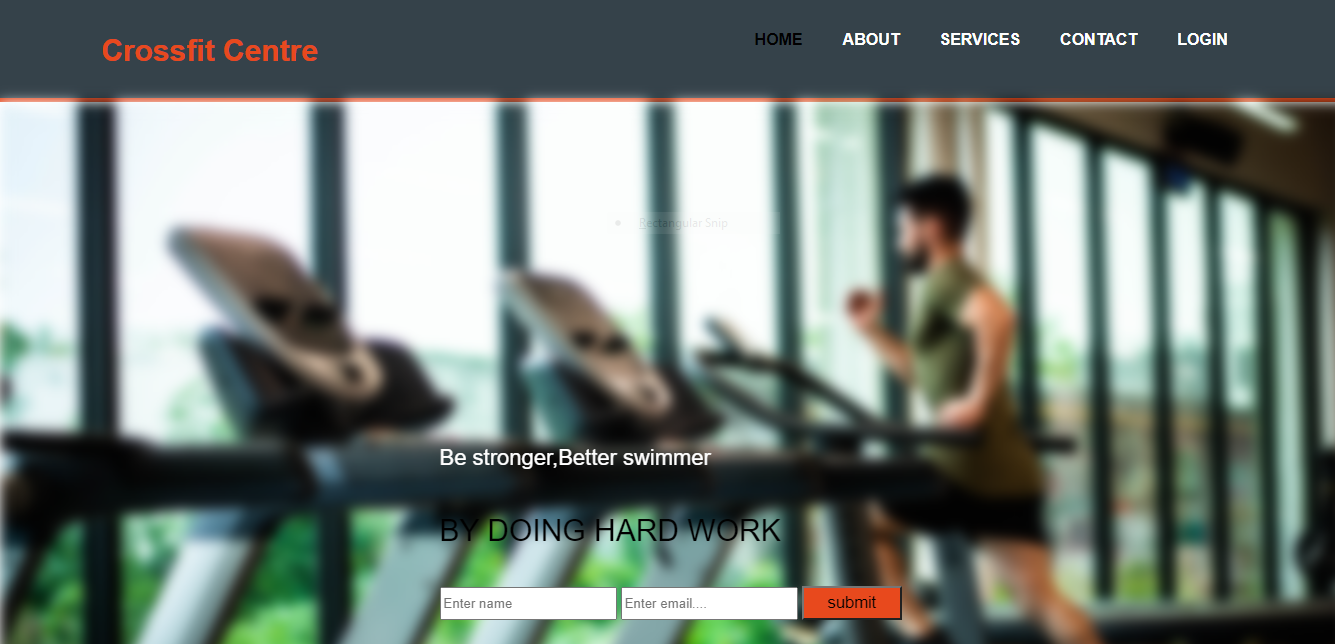 Crossfit Centre
HOME ABOUT SERVICES CONTACT LOGIN
Rectangular Snip
Be stronger,Better swimmer
BY DOING HARD WORK
Enter name Enter email.... submit